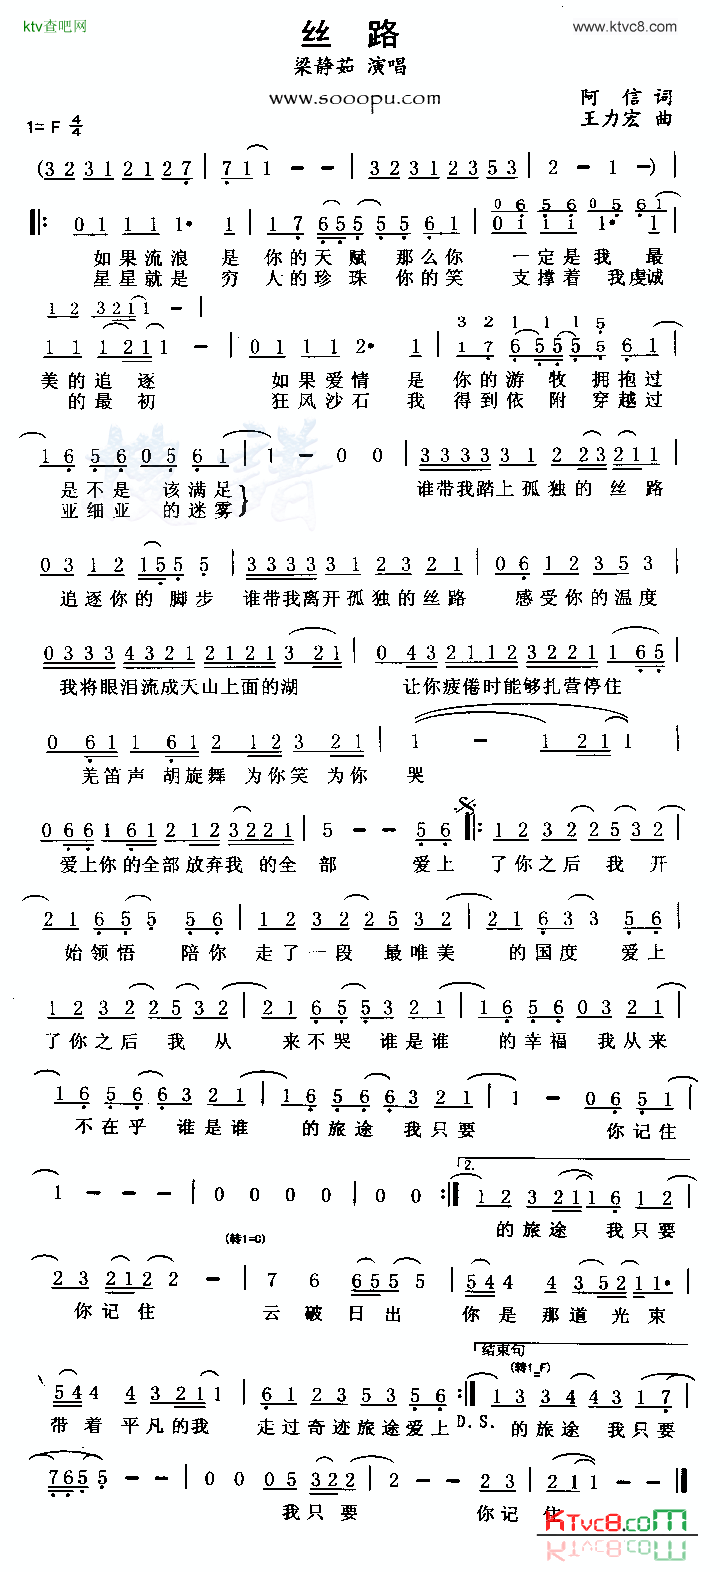 ktv查吧网
www.ktvc8.com
丝 路
梁静茹 演唱
www.sooopu.com
阿 信 词
王力宏 曲
1= F 4/4
(3 2 3 1 2 1 2 7 | 7 1 1 - - | 3 2 3 1 2 3 5 3 | 2 - 1 -) |
0 6 5 5 0 5 6 1
0 1 1 1 1· 1 | 1 7 6 5 5 5 5 5 6 1 | 0 1 1 1 1· 1 |
如果流浪 是 你的天赋 那么你 一定是我 最
星星就是 穷 人的珍珠 你的笑 支撑着 我虔诚
1 2 3 2 1 1 - |
3 2 1 1 1 5
1 1 1 2 1 1 - | 0 1 1 1 2· 1 | 1 7 6 5 5 5 5 5 6 1 |
美的追逐 如果爱情 是 你的游牧 拥抱过
的最初 狂风沙石 我 得到依附 穿越过
1 6 5 6 0 5 6 1 | 1 - 0 0 | 3 3 3 3 3 1 2 2 3 2 1 1 |
是不是 该满足 谁带我踏上孤独的丝路
亚细亚 的迷雾
0 3 1 2 1 5 5 5 | 3 3 3 3 3 1 2 3 2 1 | 0 6 1 2 3 5 3 |
追逐你的 脚步 谁带我离开孤独的丝路 感受你的温度
0 3 3 3 4 3 2 1 2 1 2 1 1 3 2 1 | 0 4 3 2 1 1 2 3 2 2 1 1 6 5 |
我将眼泪流成天山上面的湖 让你疲倦时能够扎营停住
0 6 1 1 6 1 2 1 2 3 2 1 | 1 - 1 2 1 1 |
羌笛声 胡旋舞 为你笑 为你 哭
0 6 6 1 6 1 2 1 2 3 2 2 1 | 5 - - 5 6 | 1 2 3 2 2 5 3 2 |
爱上你的全部 放弃我 的全 部 爱上 了你之后 我 开
2 1 6 5 5 5 6 | 1 2 3 2 2 5 3 2 | 2 1 6 3 3 5 6 |
始领悟 陪你 走了一段 最唯美 的国度 爱上
1 2 3 2 2 5 3 2 | 2 1 6 5 5 3 2 1 | 1 6 5 6 0 3 2 1 |
了你之后 我 从 来不哭 谁是谁 的幸福 我从来
1 6 5 6 6 3 2 1 | 1 6 5 6 6 3 2 1 | 1 - 0 6 5 1 |
不在乎 谁是谁 的旅途 我只要 你记住
2.
1 - - - | 0 0 0 0 | 0 0 :| 1 2 3 2 1 1 6 1 2 |
的旅途 我只要
(转1=G)
2 3 2 1 2 2 - | 7 6 6 5 5 5 | 5 4 4 4 3 5 2 1 1· |
你记住 云破日出 你是 那道光束
结束句
(转1=F)
5 4 4 4 4 3 2 1 1 | 6 1 2 3 5 3 5 6 :| 1 3 3 4 4 3 1 7 |
带着 平凡的我 走过奇迹旅途爱上 D.S. 的旅途 我只要
7 6 5 5 5 - - | 0 0 0 5 3 2 2 | 2 - - 2 3 | 2 1 1 - - |
我只要 你记 住
KTvc8.com